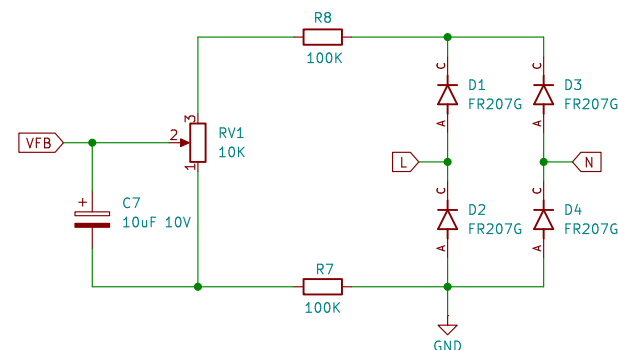 R8
100K
C
D1
FR207G
A
C
D3
FR207G
A
3
RV1
10K
2
1
VFB
L
N
+
C7
10uF 10V
C
D2
FR207G
A
C
D4
FR207G
A
R7
100K
GND